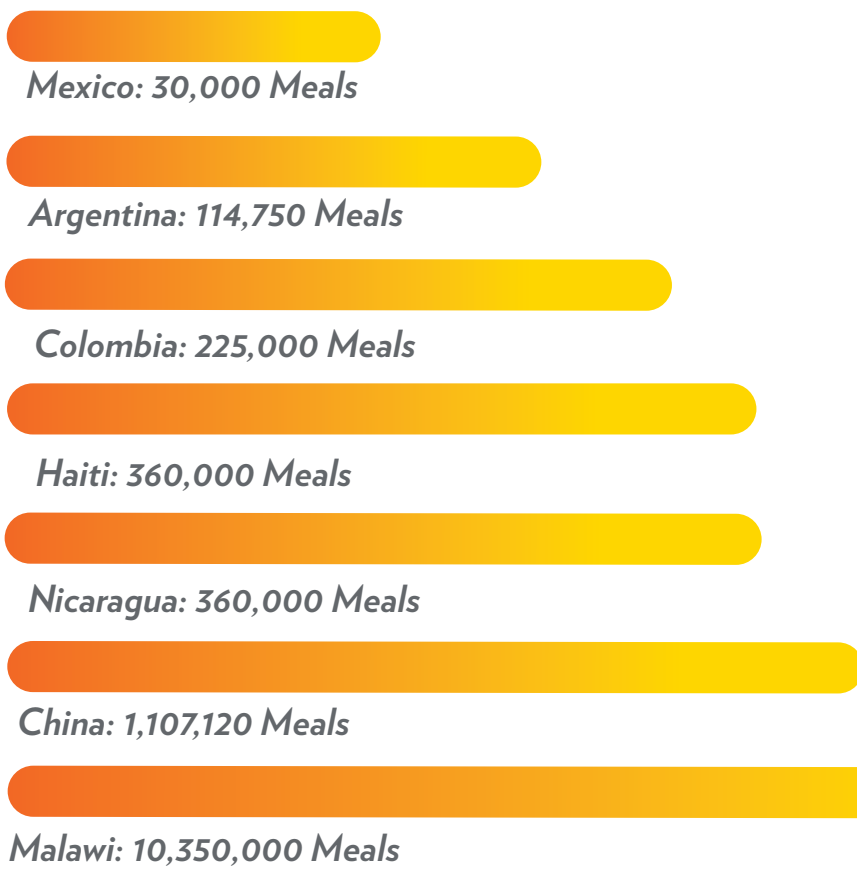 Mexico: 30,000 Meals
Argentina: 114,750 Meals
Colombia: 225,000 Meals
Haiti: 360,000 Meals
Nicaragua: 360,000 Meals
China: 1,107,120 Meals
Malawi: 10,350,000 Meals